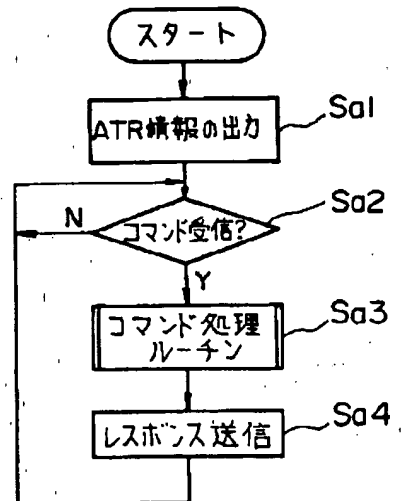 スタート
ATR情報の出力
Sa1
コマンド受信?
Sa2
N
Y
コマンド処理
ルーチン
Sa3
レスポンス送信
Sa4